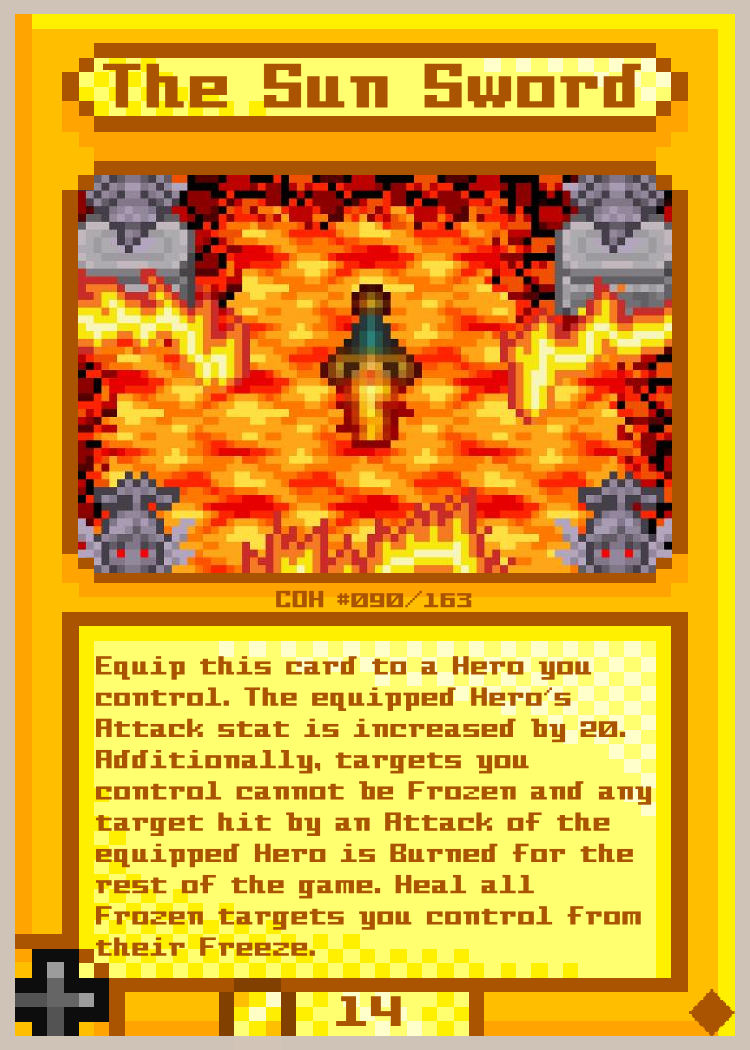 The Sun Sword
COH #090/163
Equip this card to a Hero you
control. The equipped Hero's
Attack stat is increased by 20.
Additionally, targets you
control cannot be Frozen and any
target hit by an Attack of the
equipped Hero is Burned for the
rest of the game. Heal all
Frozen targets you control from
their Freeze.
14